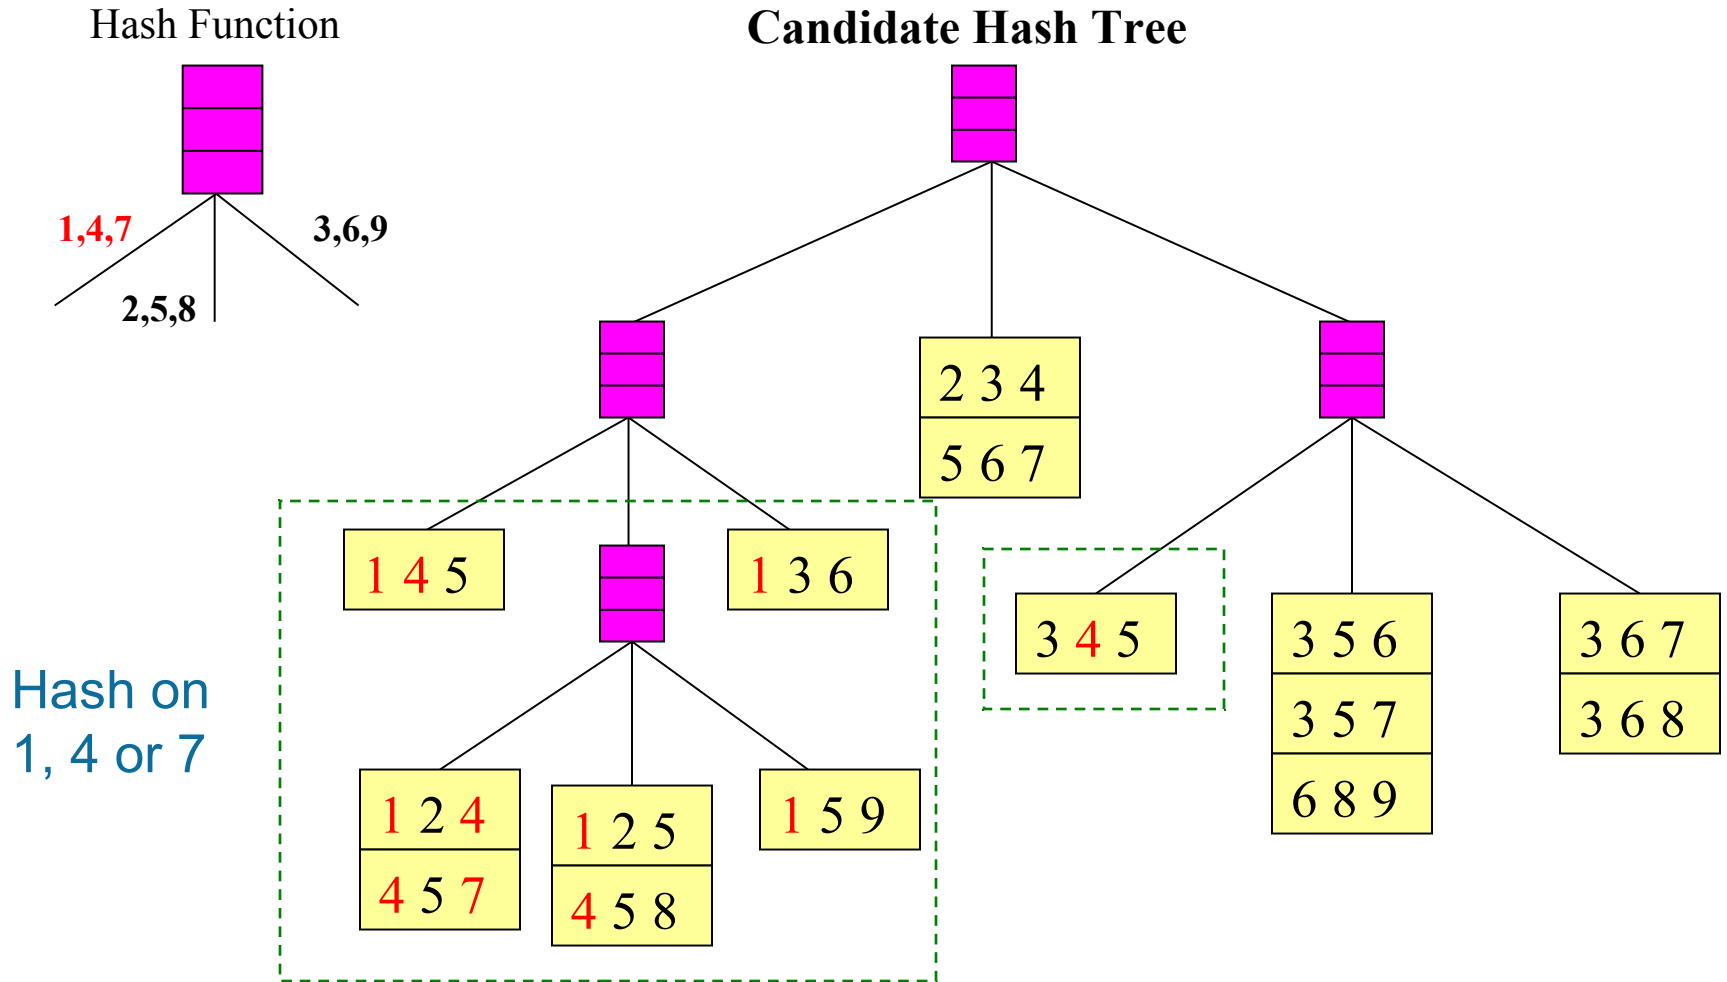 Hash Function
Candidate Hash Tree
1,4,7
3,6,9
2,5,8
2 3 4
5 6 7
1 4 5
1 3 6
3 4 5
3 5 6
3 6 7
3 5 7
3 6 8
6 8 9
Hash on
1, 4 or 7
1 2 4
1 2 5
1 5 9
4 5 7
4 5 8